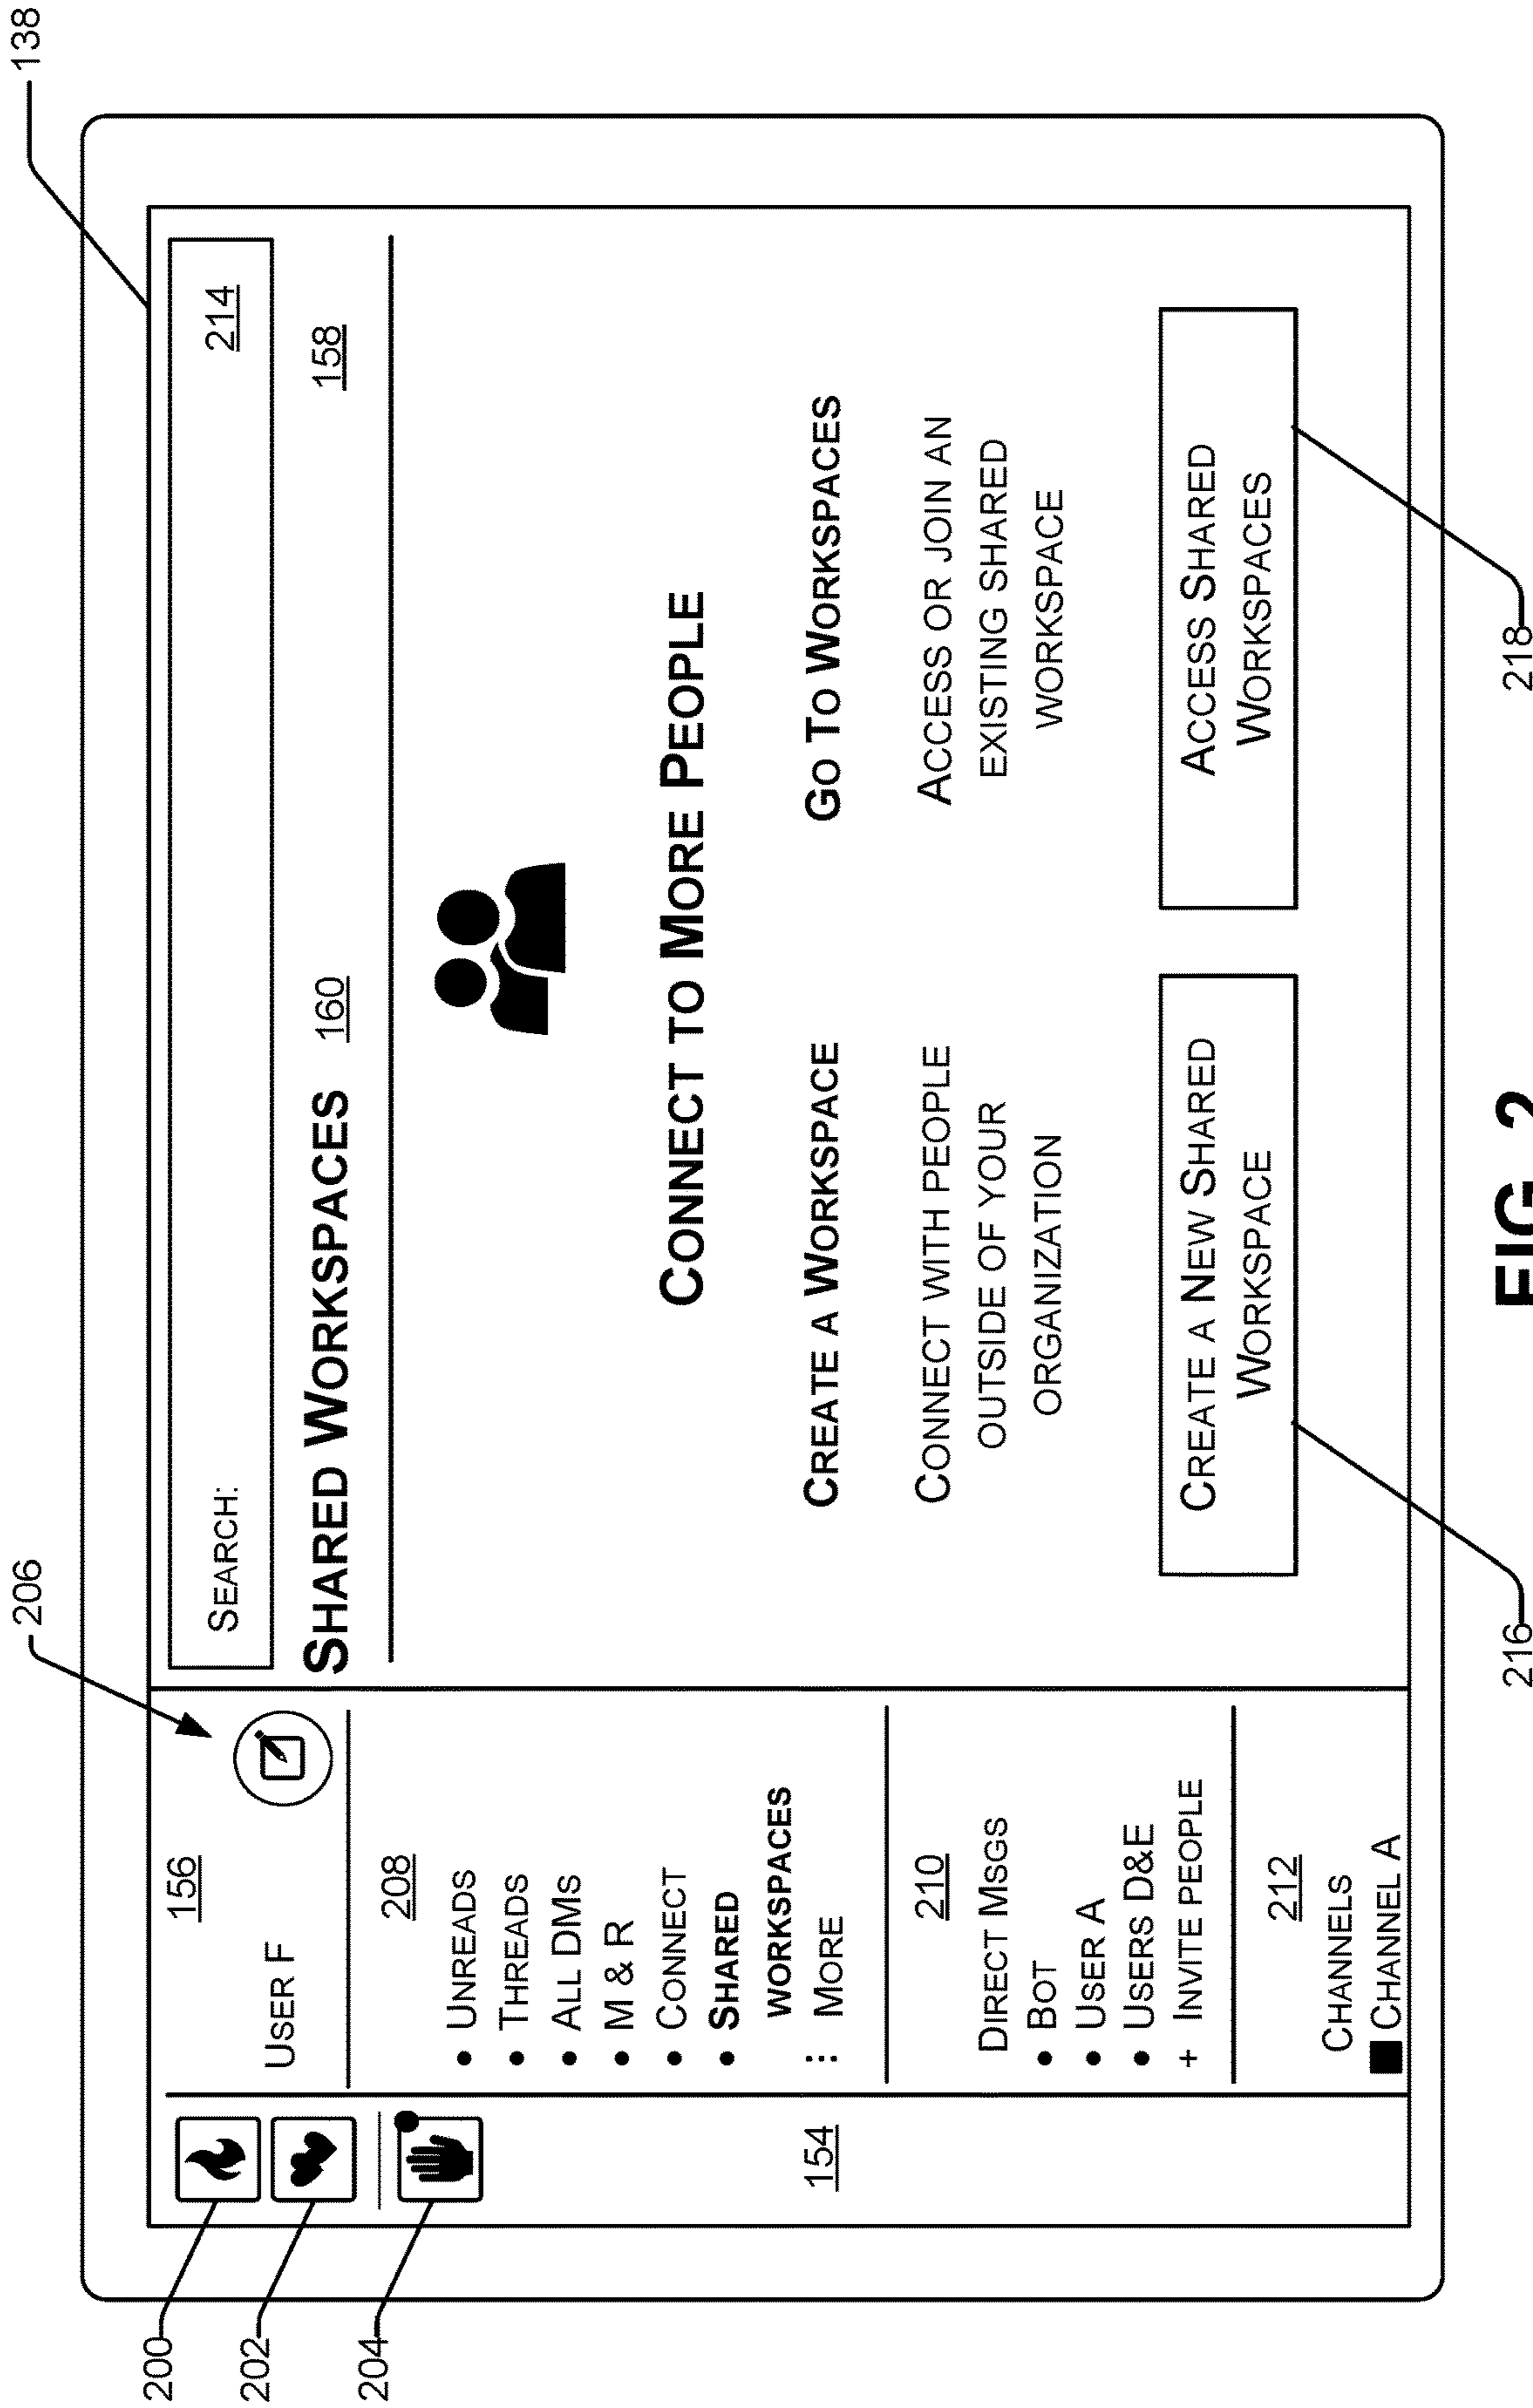 138
206
200
202
204
154
156
USER F
208
• UNREADS
• THREADS
• ALL DMS
• M & R
• CONNECT
• SHARED
WORKSPACES
⋮ MORE
210
DIRECT MSGS
• BOT
• USER A
• USERS D&E
+ INVITE PEOPLE
212
CHANNELS
■ CHANNEL A
SEARCH: 214
SHARED WORKSPACES 160 158
CONNECT TO MORE PEOPLE
CREATE A WORKSPACE
CONNECT WITH PEOPLE
OUTSIDE OF YOUR
ORGANIZATION
CREATE A NEW SHARED
WORKSPACE
GO TO WORKSPACES
ACCESS OR JOIN AN
EXISTING SHARED
WORKSPACE
ACCESS SHARED
WORKSPACES
216
218
FIG. 2